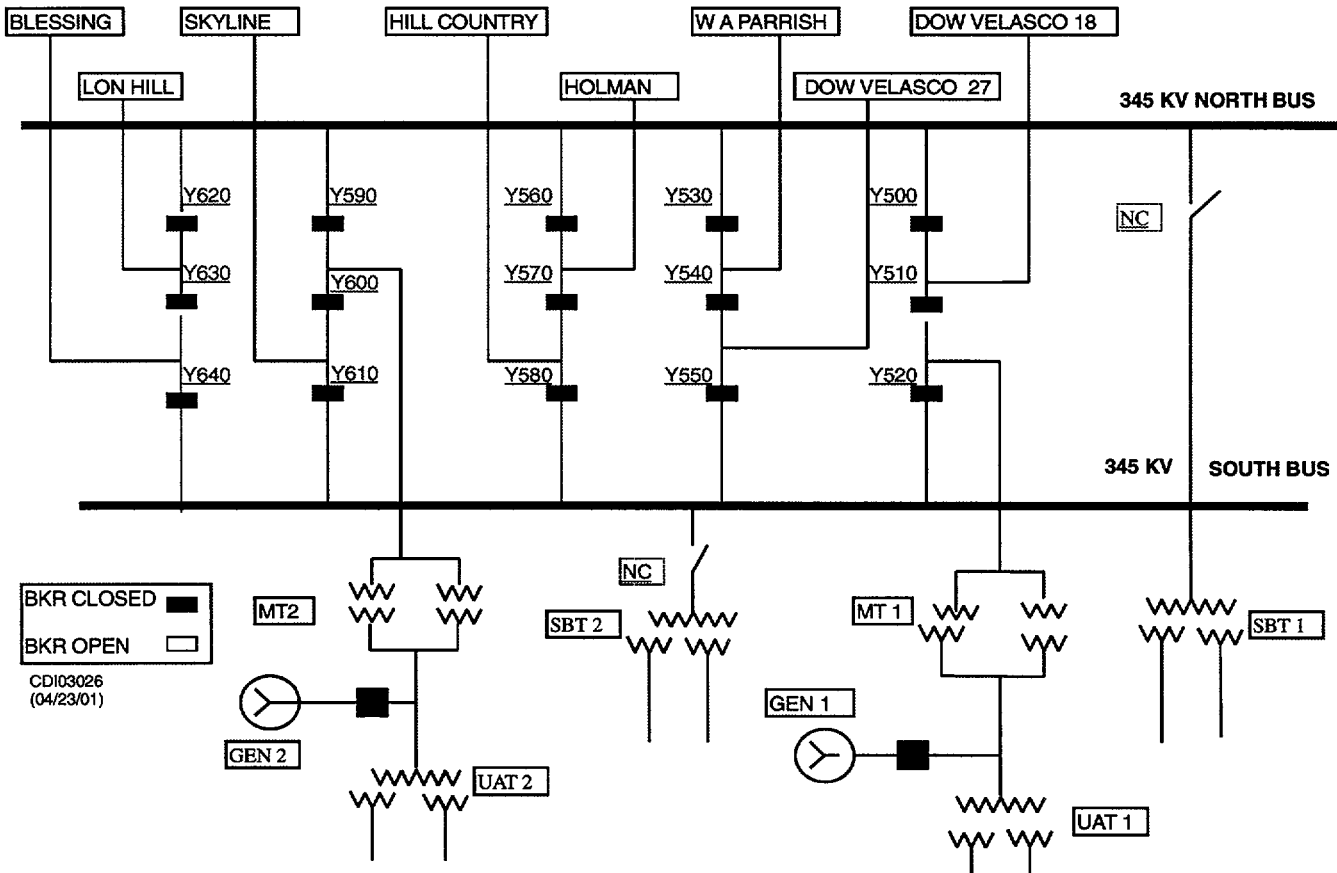 BLESSING
SKYLINE
HILL COUNTRY
W A PARRISH
DOW VELASCO 18
LON HILL
HOLMAN
DOW VELASCO 27
345 KV NORTH BUS
Y620
Y590
Y560
Y530
Y500
NC
Y630
Y600
Y570
Y540
Y510
Y640
Y610
Y580
Y550
Y520
345 KV SOUTH BUS
NC
BKR CLOSED
BKR OPEN
MT2
SBT 2
MT 1
SBT 1
CDI03026
(04/23/01)
GEN 2
GEN 1
UAT 2
UAT 1